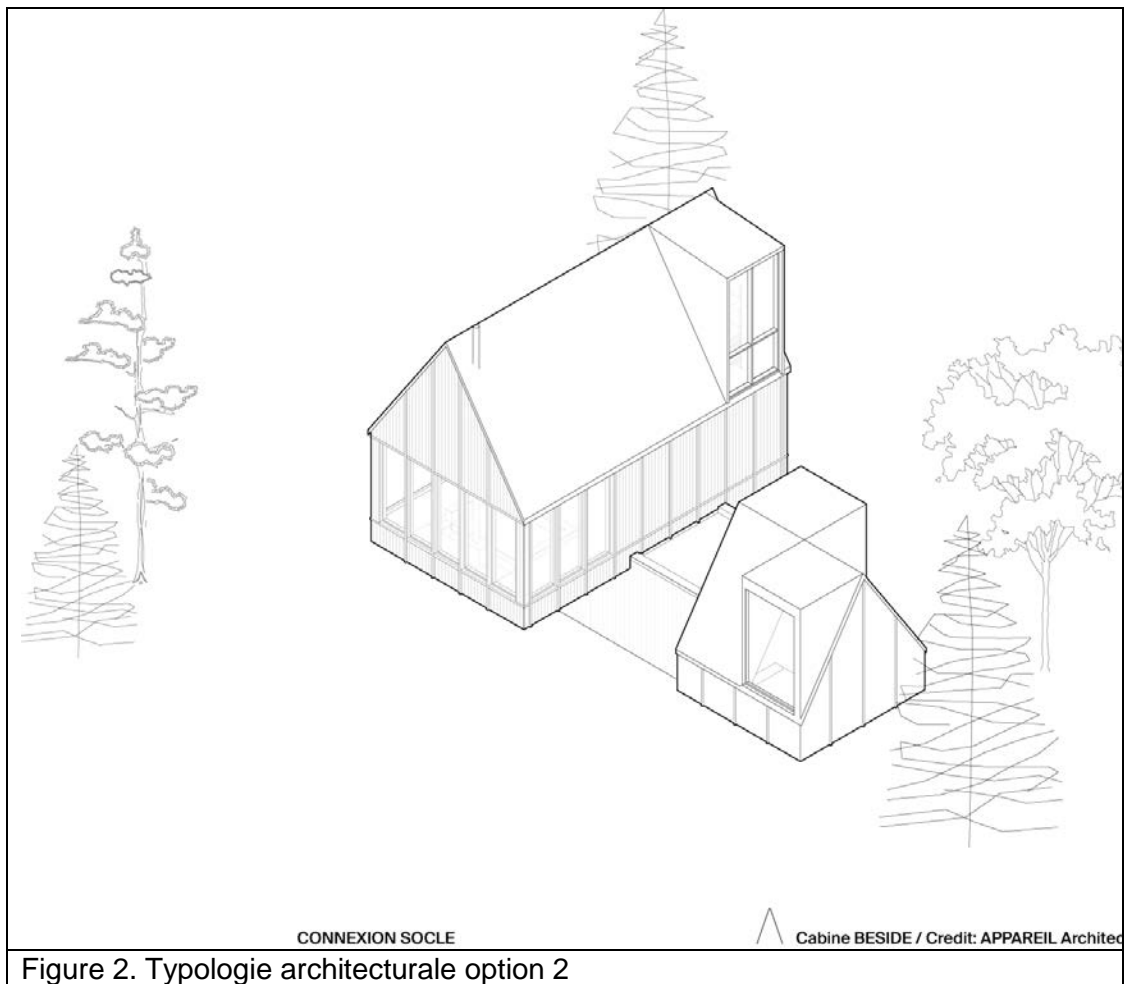 CONNEXION SOCLE
Cabine BESIDE / Credit: APPAREIL Architec
Figure 2. Typologie architecturale option 2